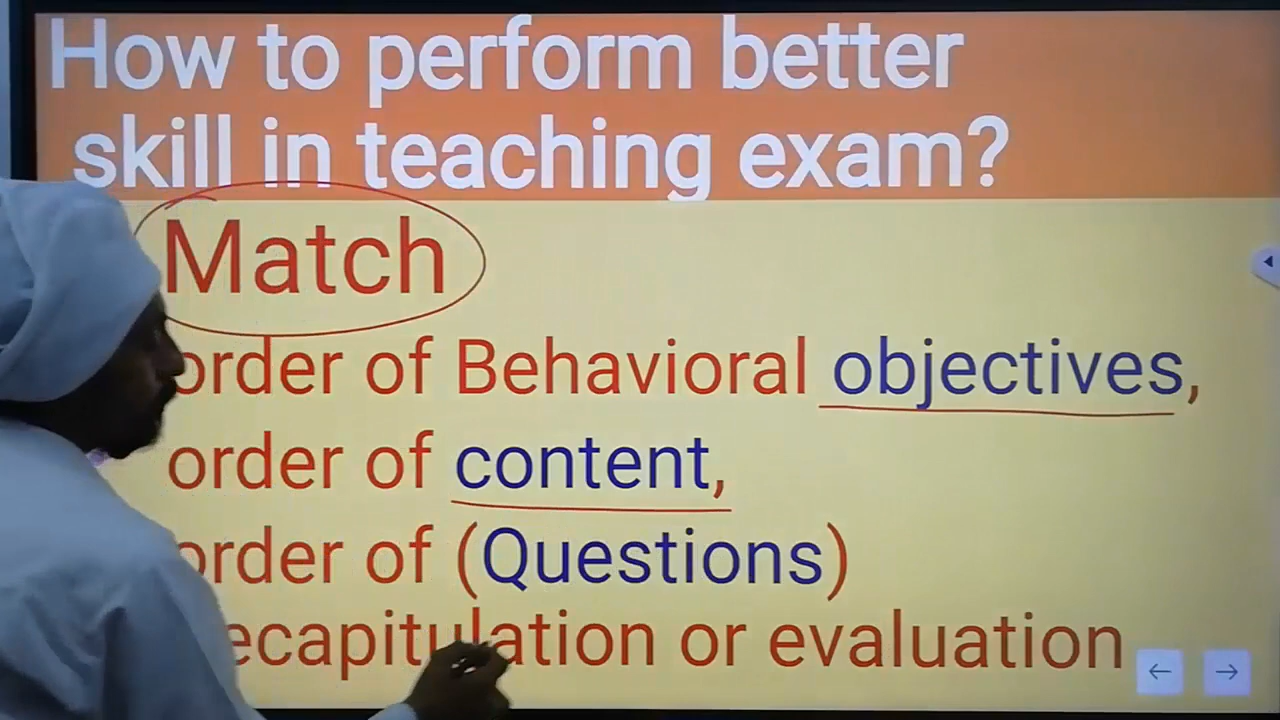 How to perform better
skill in teaching exam?
Match
order of Behavioral objectives,
order of content,
order of (Questions)
ecapitulation or evaluation